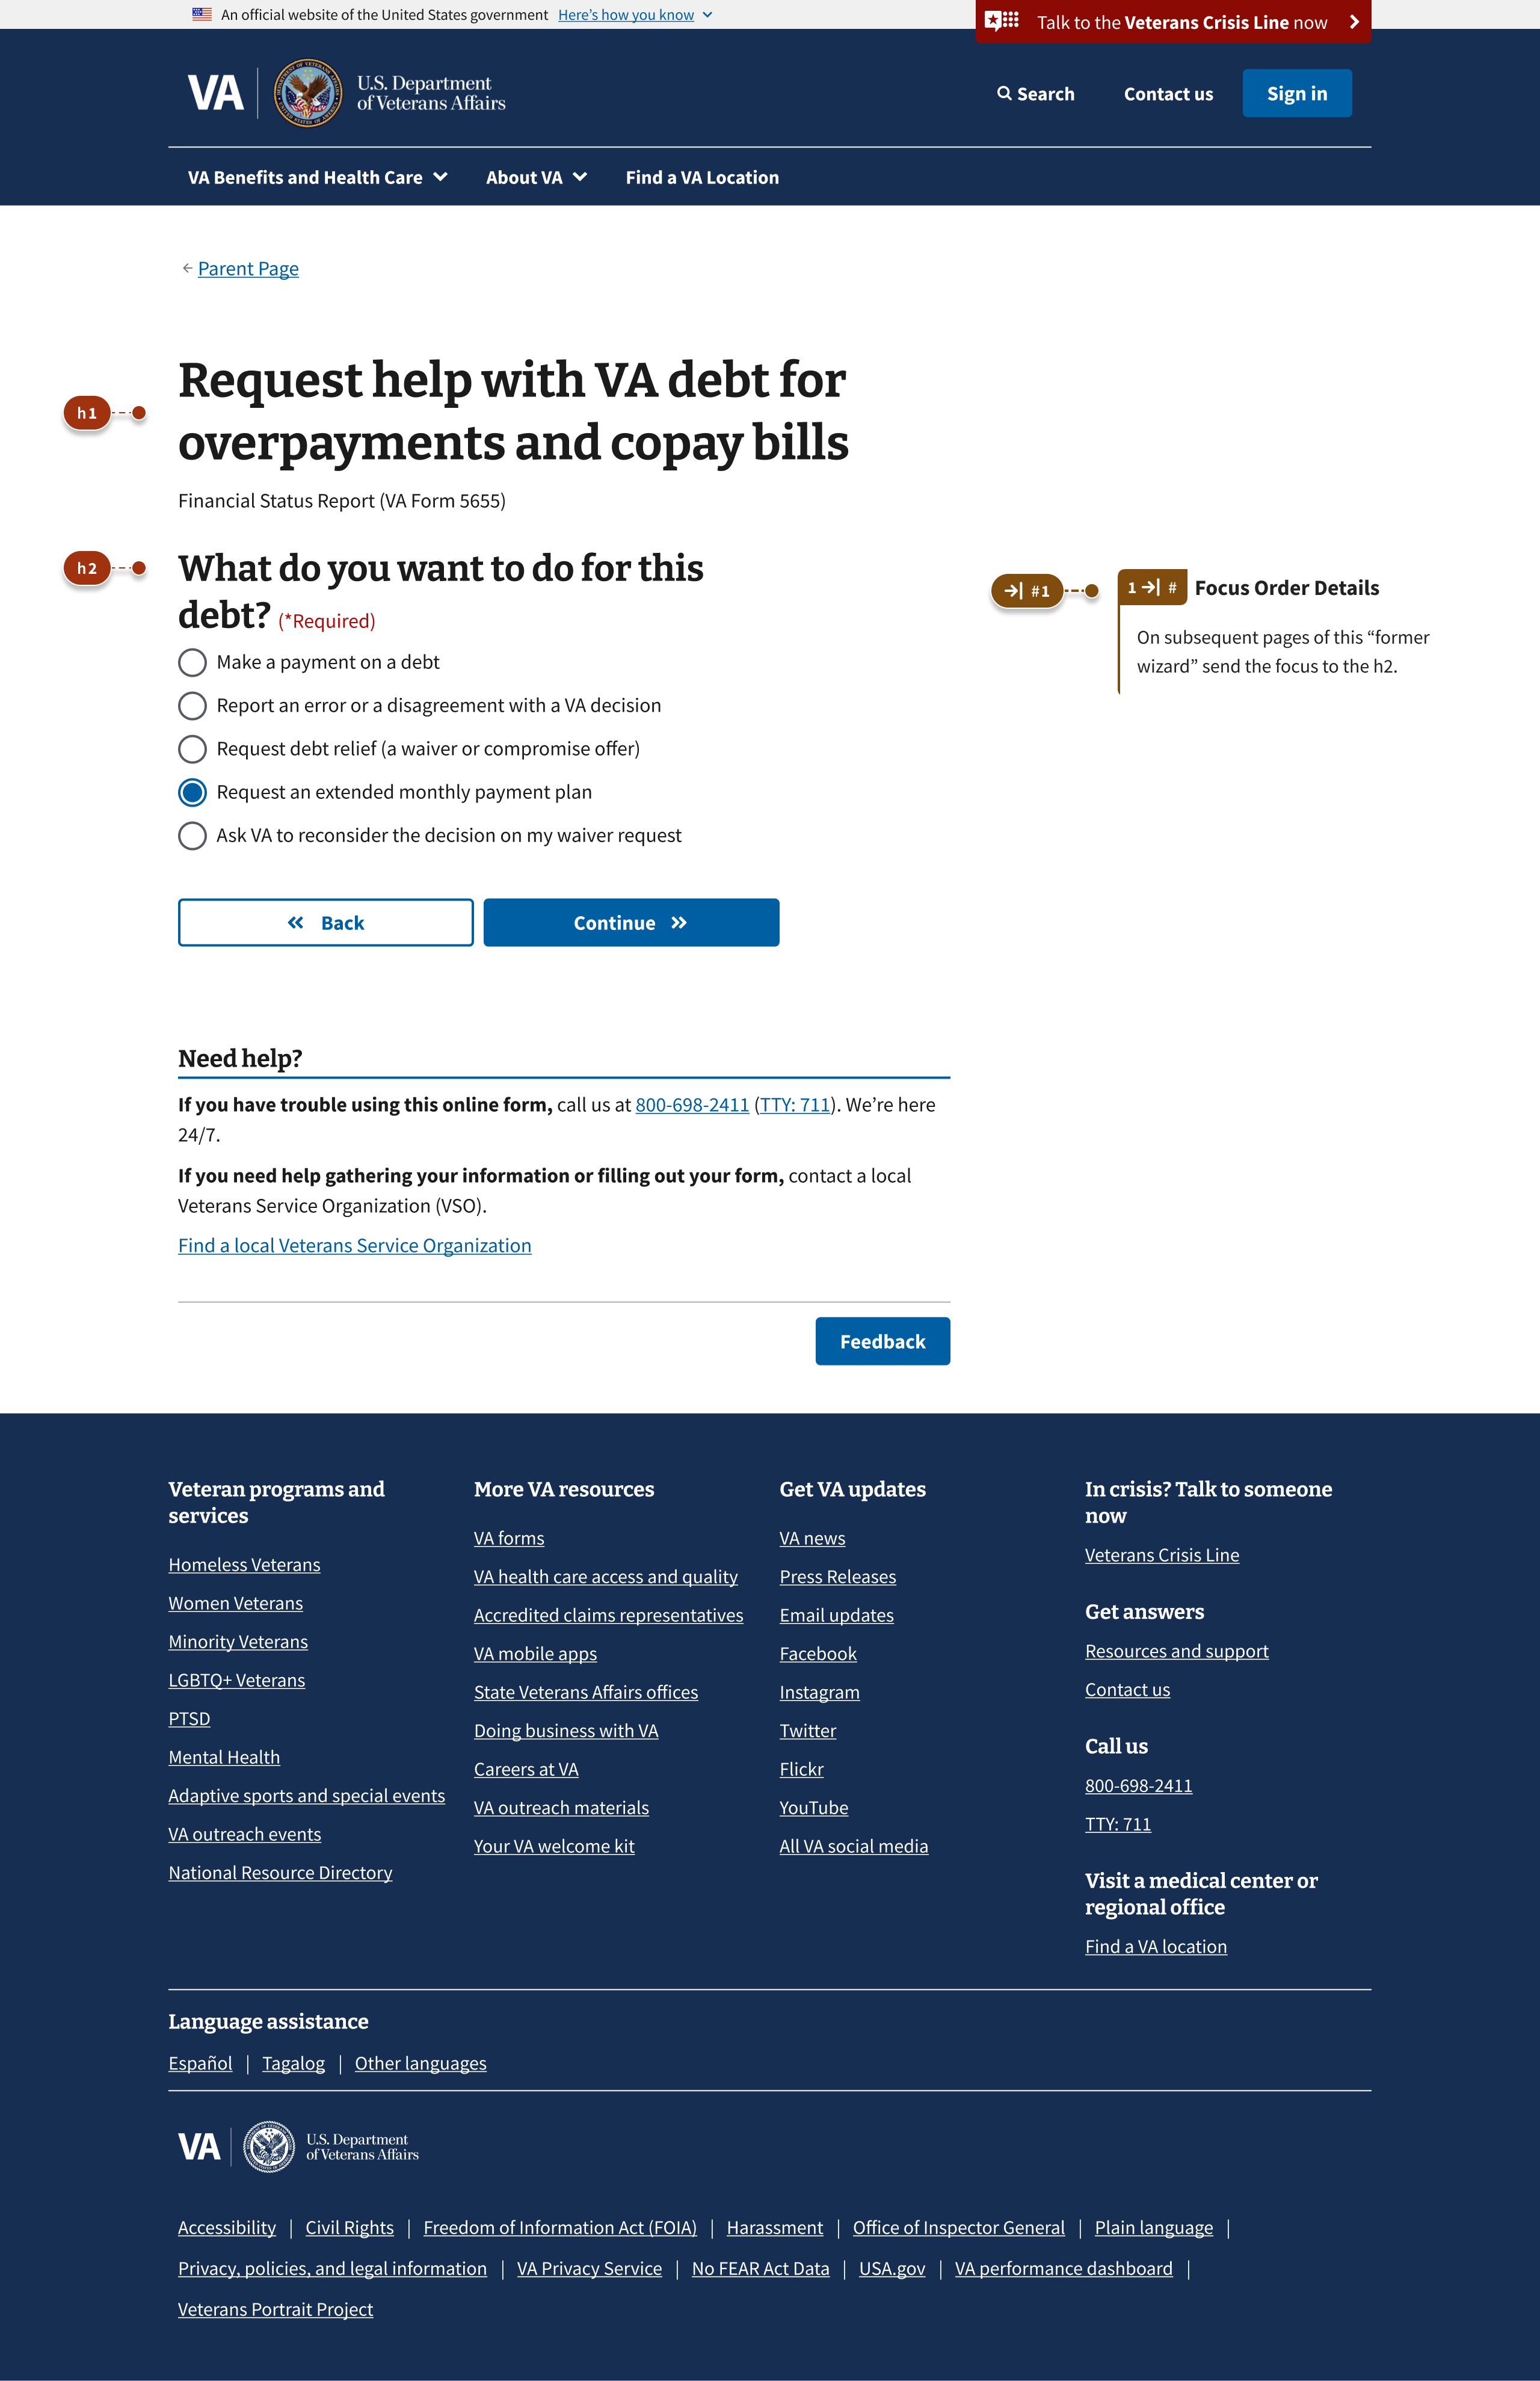 An official website of the United States government Here's how you know
Talk to the Veterans Crisis Line now
VA
U.S. Department
of Veterans Affairs
Search
Contact us
Sign in
VA Benefits and Health Care
About VA
Find a VA Location
Parent Page
h1
Request help with VA debt for
overpayments and copay bills
Financial Status Report (VA Form 5655)
h2
What do you want to do for this
debt? (*Required)
#1
1 #
Focus Order Details
On subsequent pages of this “former
wizard” send the focus to the h2.
Make a payment on a debt
Report an error or a disagreement with a VA decision
Request debt relief (a waiver or compromise offer)
Request an extended monthly payment plan
Ask VA to reconsider the decision on my waiver request
Back
Continue
Need help?
If you have trouble using this online form, call us at 800-698-2411 (TTY: 711). We’re here
24/7.
If you need help gathering your information or filling out your form, contact a local
Veterans Service Organization (VSO).
Find a local Veterans Service Organization
Feedback
Veteran programs and
services
Homeless Veterans
Women Veterans
Minority Veterans
LGBTQ+ Veterans
PTSD
Mental Health
Adaptive sports and special events
VA outreach events
National Resource Directory
More VA resources
VA forms
VA health care access and quality
Accredited claims representatives
VA mobile apps
State Veterans Affairs offices
Doing business with VA
Careers at VA
VA outreach materials
Your VA welcome kit
Get VA updates
VA news
Press Releases
Email updates
Facebook
Instagram
Twitter
Flickr
YouTube
All VA social media
In crisis? Talk to someone
now
Veterans Crisis Line
Get answers
Resources and support
Contact us
Call us
800-698-2411
TTY: 711
Visit a medical center or
regional office
Find a VA location
Language assistance
Español | Tagalog | Other languages
VA
U.S. Department
of Veterans Affairs
Accessibility | Civil Rights | Freedom of Information Act (FOIA) | Harassment | Office of Inspector General | Plain language |
Privacy, policies, and legal information | VA Privacy Service | No FEAR Act Data | USA.gov | VA performance dashboard |
Veterans Portrait Project